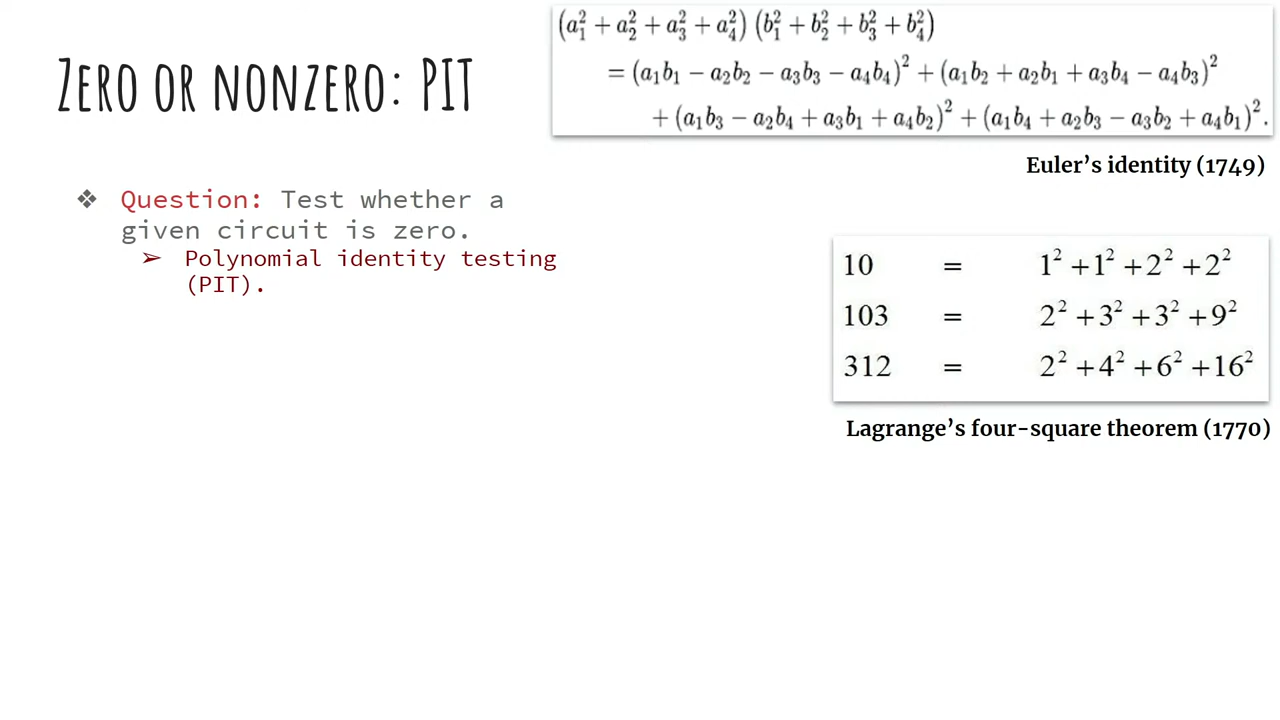 ZERO OR NONZERO: PIT
(a₁² + a₂² + a₃² + a₄²) (b₁² + b₂² + b₃² + b₄²)
= (a₁b₁ − a₂b₂ − a₃b₃ − a₄b₄)² + (a₁b₂ + a₂b₁ + a₃b₄ − a₄b₃)²
+ (a₁b₃ − a₂b₄ + a₃b₁ + a₄b₂)² + (a₁b₄ + a₂b₃ − a₃b₂ + a₄b₁)².
Euler’s identity (1749)
❖ Question: Test whether a
given circuit is zero.
➢ Polynomial identity testing
(PIT).
10 = 1² + 1² + 2² + 2²
103 = 2² + 3² + 3² + 9²
312 = 2² + 4² + 6² + 16²
Lagrange’s four-square theorem (1770)